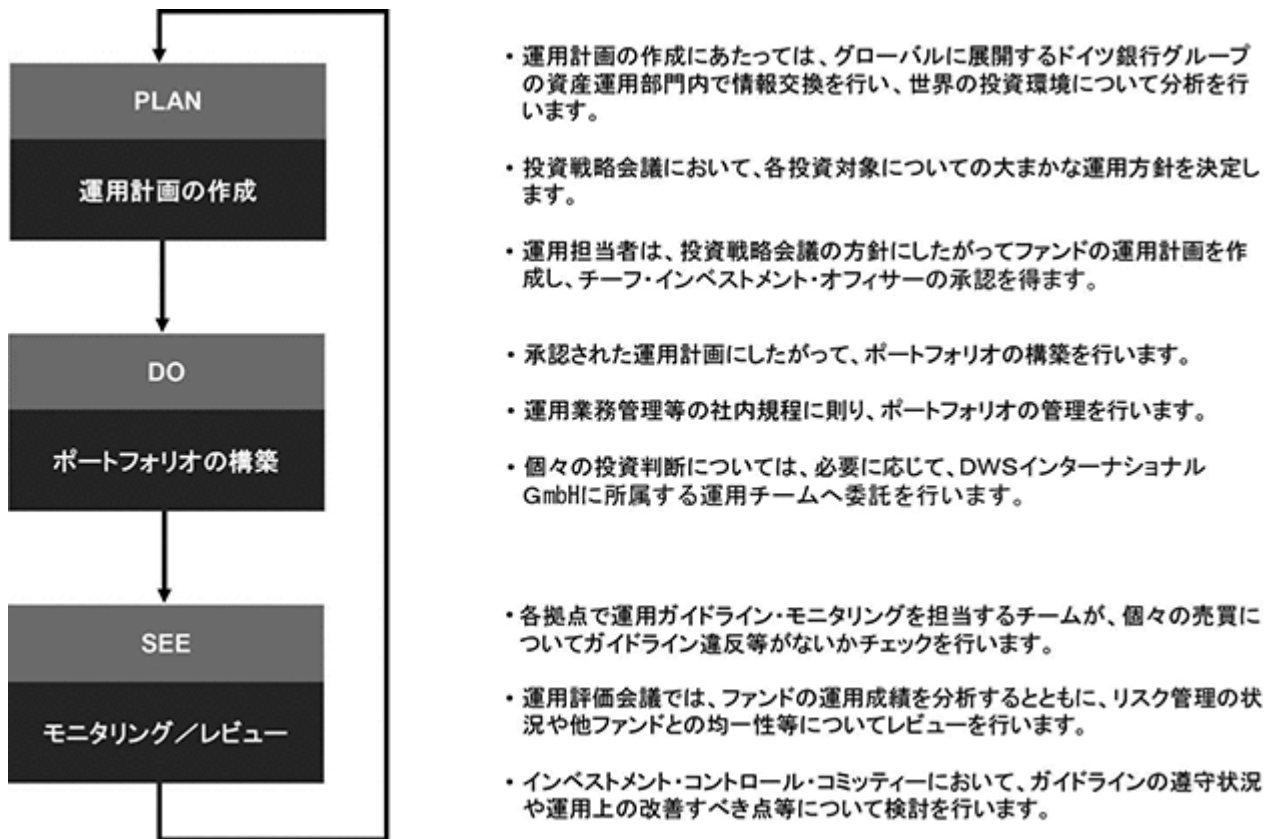 PLAN
運用計画の作成
・運用計画の作成にあたっては、グローバルに展開するドイツ銀行グループ
の資産運用部門内で情報交換を行い、世界の投資環境について分析を行
います。
・投資戦略会議において、各投資対象についての大まかな運用方針を決定し
ます。
・運用担当者は、投資戦略会議の方針にしたがってファンドの運用計画を作
成し、チーフ・インベストメント・オフィサーの承認を得ます。
DO
ポートフォリオの構築
・承認された運用計画にしたがって、ポートフォリオの構築を行います。
・運用業務管理等の社内規程に則り、ポートフォリオの管理を行います。
・個々の投資判断については、必要に応じて、DWSインターナショナル
GmbHに所属する運用チームへ委託を行います。
SEE
モニタリング／レビュー
・各拠点で運用ガイドライン・モニタリングを担当するチームが、個々の売買に
ついてガイドライン違反等がないかチェックを行います。
・運用評価会議では、ファンドの運用成績を分析するとともに、リスク管理の状
況や他ファンドとの均一性等についてレビューを行います。
・インベストメント・コントロール・コミッティーにおいて、ガイドラインの遵守状況
や運用上の改善すべき点等について検討を行います。